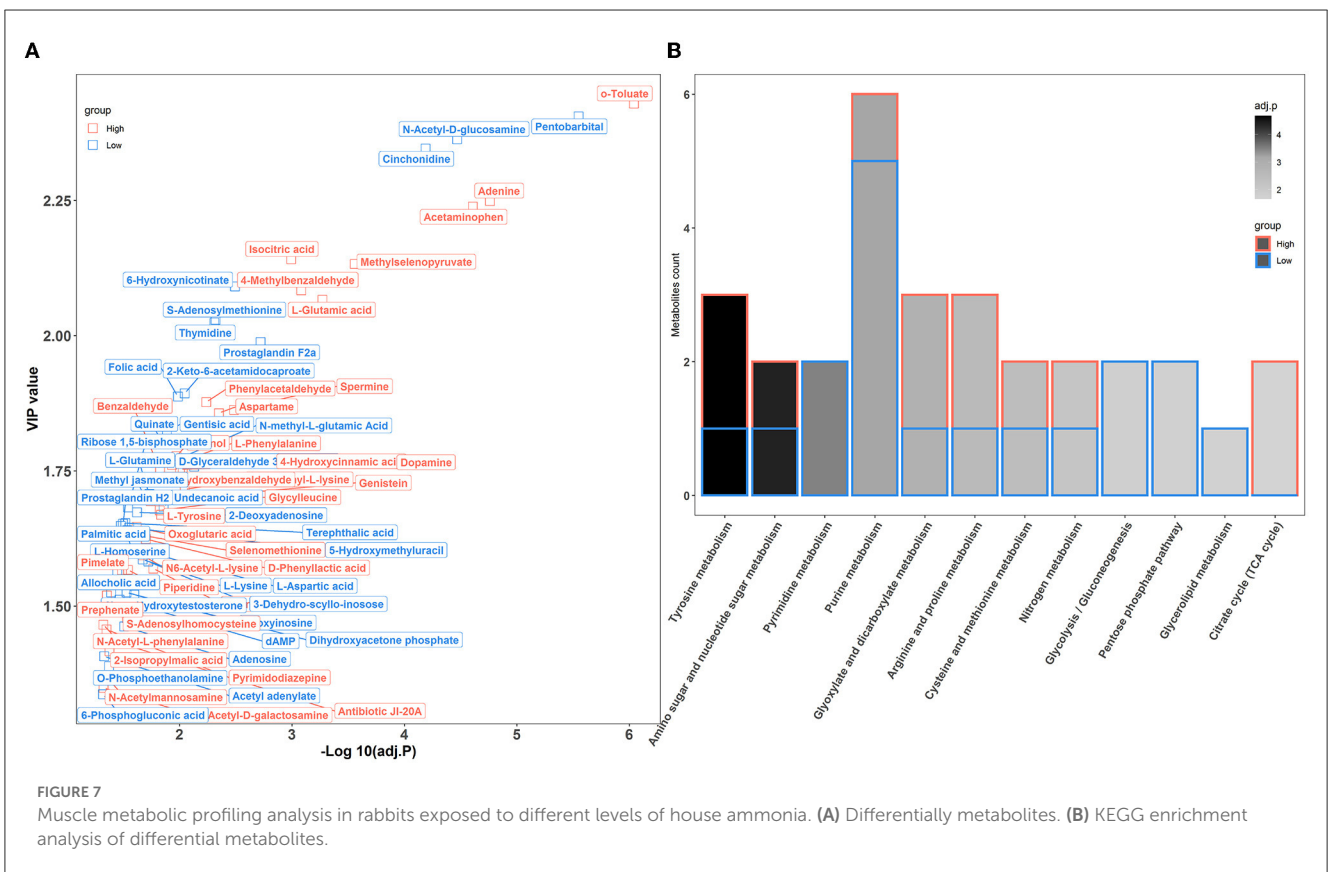 A
B
group
High
Low
o-Toluate
Pentobarbital
N-Acetyl-D-glucosamine
Cinchonidine
Adenine
Acetaminophen
Isocitric acid
Methylselenopyruvate
6-Hydroxynicotinate
4-Methylbenzaldehyde
L-Glutamic acid
S-Adenosylmethionine
Thymidine
Prostaglandin F2a
Folic acid
2-Keto-6-acetamidocaproate
Phenylacetaldehyde
Spermine
Benzaldehyde
Aspartame
Quinate
Gentisic acid
N-methyl-L-glutamic Acid
Ribose 1,5-bisphosphate
nol
L-Phenylalanine
L-Glutamine
D-Glyceraldehyde 3
4-Hydroxycinnamic aci
Dopamine
Methyl jasmonate
ydroxybenzaldehyde
yl-L-lysine
Genistein
Prostaglandin H2
Undecanoic acid
Glycylleucine
L-Tyrosine
2-Deoxyadenosine
Palmitic acid
Oxoglutaric acid
Terephthalic acid
L-Homoserine
Selenomethionine
5-Hydroxymethyluracil
Pimelate
N6-Acetyl-L-lysine
D-Phenyllactic acid
Allocholic acid
Piperidine
L-Lysine
L-Aspartic acid
Prephenate
ydroxytestosterone
3-Dehydro-scyllo-inosose
S-Adenosylhomocysteine
oxyinosine
N-Acetyl-L-phenylalanine
dAMP
Dihydroxyacetone phosphate
2-Isopropylmalic acid
Adenosine
O-Phosphoethanolamine
Pyrimidodiazepine
N-Acetylmannosamine
Acetyl adenylate
6-Phosphogluconic acid
Acetyl-D-galactosamine
Antibiotic JI-20A
VIP value
2.25
2.00
1.75
1.50
2
3
4
5
6
-Log 10(adj.P)
Metabolites count
6
4
2
0
adj.p
4
3
2
group
High
Low
Tyrosine metabolism
Amino sugar and nucleotide sugar metabolism
Pyrimidine metabolism
Purine metabolism
Glyoxylate and dicarboxylate metabolism
Arginine and proline metabolism
Cysteine and methionine metabolism
Nitrogen metabolism
Glycolysis / Gluconeogenesis
Pentose phosphate pathway
Glycerolipid metabolism
Citrate cycle (TCA cycle)
FIGURE 7
Muscle metabolic profiling analysis in rabbits exposed to different levels of house ammonia. (A) Differentially metabolites. (B) KEGG enrichment
analysis of differential metabolites.